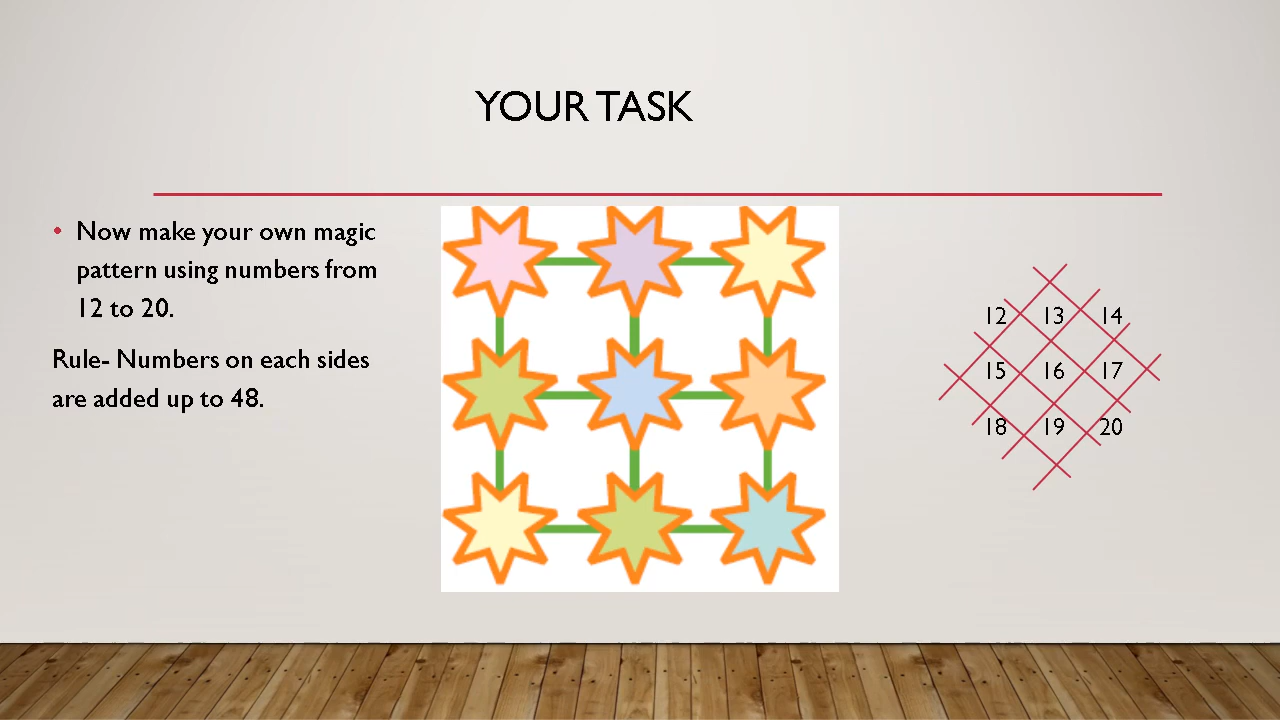 YOUR TASK
• Now make your own magic
pattern using numbers from
12 to 20.
Rule- Numbers on each sides
are added up to 48.
12 13 14
15 16 17
18 19 20